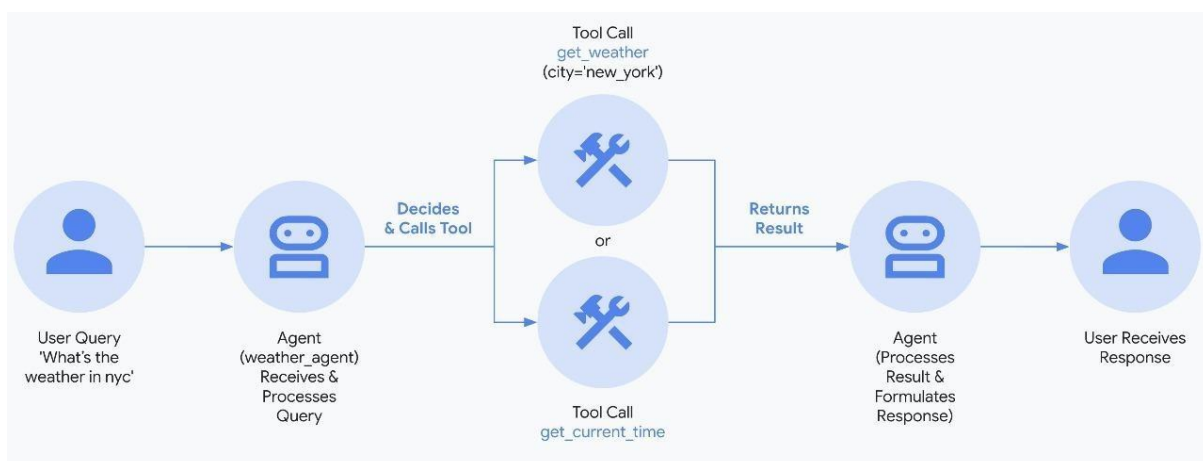 Tool Call
get_weather
(city='new_york')
Decides
& Calls Tool
Returns
Result
or
User Query
'What's the
weather in nyc'
Agent
(weather_agent)
Receives &
Processes
Query
Tool Call
get_current_time
Agent
(Processes
Result &
Formulates
Response)
User Receives
Response